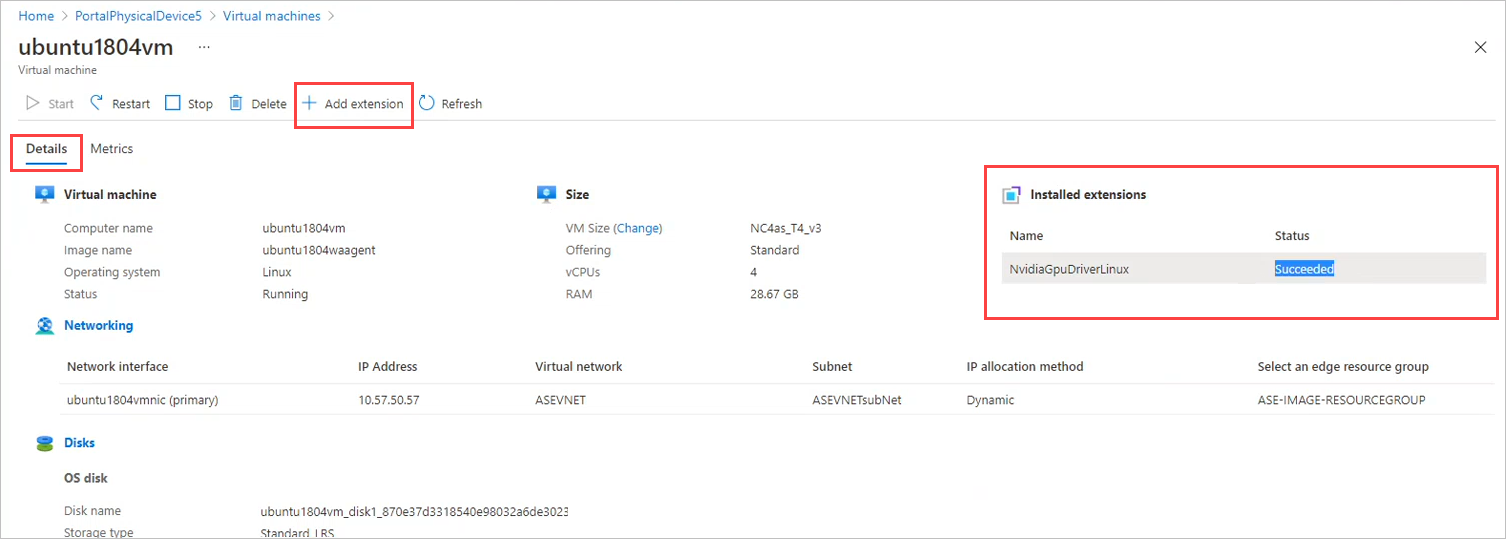 Home > PortalPhysicalDevice5 > Virtual machines >
ubuntu1804vm ...
Virtual machine
Start Restart Stop Delete + Add extension Refresh
Details Metrics
Virtual machine Size Installed extensions
Computer name ubuntu1804vm VM Size (Change) NC4as_T4_v3 Name Status
Image name ubuntu1804waagent Offering Standard
Operating system Linux vCPUs 4 NvidiaGpuDriverLinux Succeeded
Status Running RAM 28.67 GB
Networking
Network interface IP Address Virtual network Subnet IP allocation method Select an edge resource group
ubuntu1804vmnic (primary) 10.57.50.57 ASEVNET ASEVNETsubNet Dynamic ASE-IMAGE-RESOURCEGROUP
Disks
OS disk
Disk name ubuntu1804vm_disk1_870e37d3318540e98032a6de3023
Storage type Standard_LRS